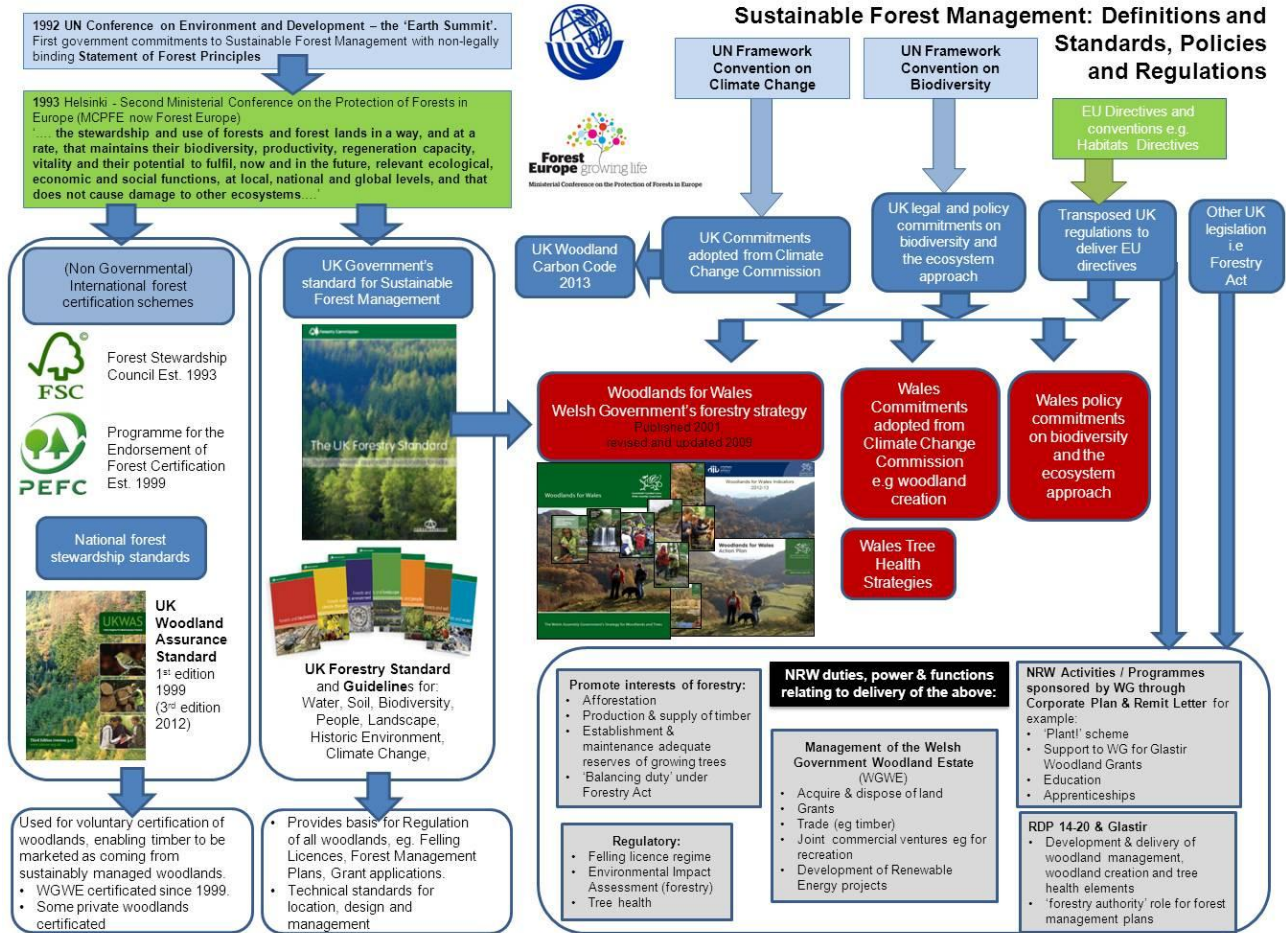 Sustainable Forest Management: Definitions and
Standards, Policies
and Regulations
1992 UN Conference on Environment and Development – the ‘Earth Summit’.
First government commitments to Sustainable Forest Management with non-legally
binding Statement of Forest Principles
1993 Helsinki - Second Ministerial Conference on the Protection of Forests in
Europe (MCPFE now Forest Europe)
‘.... the stewardship and use of forests and forest lands in a way, and at a
rate, that maintains their biodiversity, productivity, regeneration capacity,
vitality and their potential to fulfil, now and in the future, relevant ecological,
economic and social functions, at local, national and global levels, and that
does not cause damage to other ecosystems....’
Forest
Europe growing life
Ministerial Conference on the Protection of Forests in Europe
UN Framework
Convention on
Climate Change
UN Framework
Convention on
Biodiversity
EU Directives and
conventions e.g.
Habitats Directives
UK Woodland
Carbon Code
2013
UK Commitments
adopted from Climate
Change Commission
UK legal and policy
commitments on
biodiversity and
the ecosystem
approach
Transposed UK
regulations to
deliver EU
directives
Other UK
legislation
i.e
Forestry
Act
(Non Governmental)
International forest
certification schemes
FSC
Forest Stewardship
Council Est. 1993
PEFC
Programme for the
Endorsement of
Forest Certification
Est. 1999
National forest
stewardship standards
UKWAS
UK
Woodland
Assurance
Standard
1st edition
1999
(3rd edition
2012)
UK Government’s
standard for Sustainable
Forest Management
Forestry Commission
The UK Forestry Standard
UK Forestry Standard
and Guidelines for:
Water, Soil, Biodiversity,
People, Landscape,
Historic Environment,
Climate Change,
Woodlands for Wales
Welsh Government’s forestry strategy
Published 2001
revised and updated 2009
Woodlands for Wales
Woodlands for Wales Indicators
2012-13
Woodlands for Wales
Action Plan
The Welsh Assembly Government's Strategy for Woodlands and Trees
Wales
Commitments
adopted from
Climate Change
Commission
e.g woodland
creation
Wales policy
commitments
on biodiversity
and the
ecosystem
approach
Wales Tree
Health
Strategies
Used for voluntary certification of
woodlands, enabling timber to be
marketed as coming from
sustainably managed woodlands.
• WGWE certificated since 1999.
• Some private woodlands
certificated
• Provides basis for Regulation
of all woodlands, eg. Felling
Licences, Forest Management
Plans, Grant applications.
• Technical standards for
location, design and
management
Promote interests of forestry:
• Afforestation
• Production & supply of timber
• Establishment &
maintenance adequate
reserves of growing trees
• ‘Balancing duty’ under
Forestry Act
Regulatory:
• Felling licence regime
• Environmental Impact
Assessment (forestry)
• Tree health
NRW duties, power & functions
relating to delivery of the above:
Management of the Welsh
Government Woodland Estate
(WGWE)
• Acquire & dispose of land
• Grants
• Trade (eg timber)
• Joint commercial ventures eg for
recreation
• Development of Renewable
Energy projects
NRW Activities / Programmes
sponsored by WG through
Corporate Plan & Remit Letter for
example:
• ‘Plant!’ scheme
• Support to WG for Glastir
Woodland Grants
• Education
• Apprenticeships
RDP 14-20 & Glastir
• Development & delivery of
woodland management,
woodland creation and tree
health elements
• ‘forestry authority’ role for forest
management plans